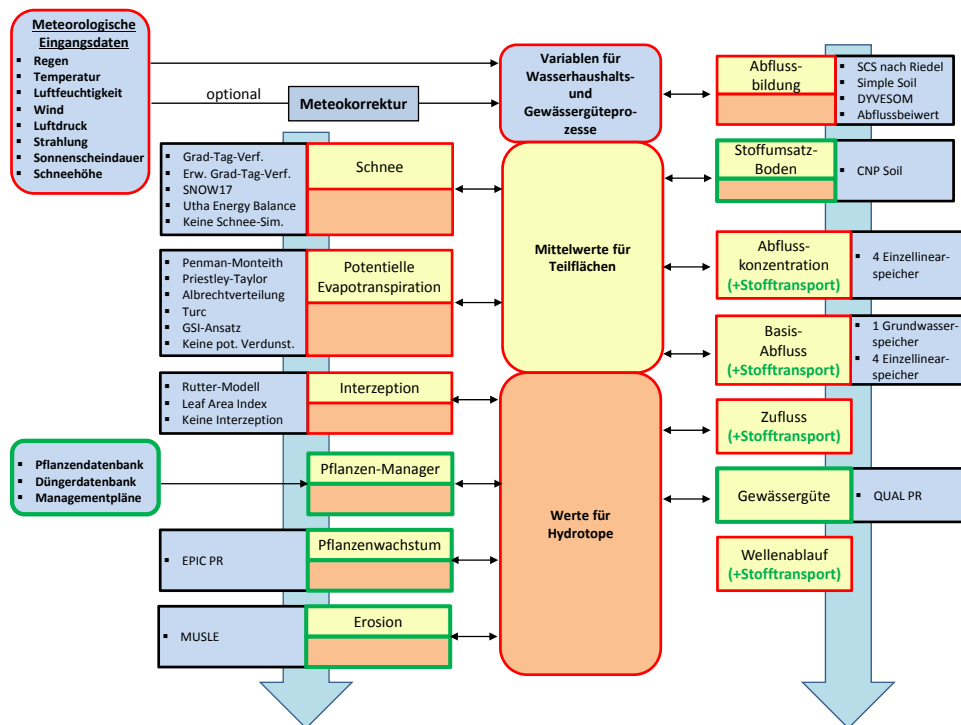 Meteorologische
Eingangsdaten
▪ Regen
▪ Temperatur
▪ Luftfeuchtigkeit
▪ Wind
▪ Luftdruck
▪ Strahlung
▪ Sonnenscheindauer
▪ Schneehöhe
optional
Meteokorrektur
Variablen für
Wasserhaushalts-
und
Gewässergütepro-
zesse
Mittelwerte für
Teilflächen
Werte für
Hydrotope
▪ Grad-Tag-Verf.
▪ Erw. Grad-Tag-Verf.
▪ SNOW17
▪ Utha Energy Balance
▪ Keine Schnee-Sim.
Schnee
▪ Penman-Monteith
▪ Priestley-Taylor
▪ Albrechtverteilung
▪ Turc
▪ GSI-Ansatz
▪ Keine pot. Verdunst.
Potentielle
Evapotranspiration
▪ Rutter-Modell
▪ Leaf Area Index
▪ Keine Interzeption
Interzeption
▪ Pflanzendatenbank
▪ Düngerdatenbank
▪ Managementpläne
Pflanzen-Manager
▪ EPIC PR
Pflanzenwachstum
▪ MUSLE
Erosion
Abfluss-
bildung
▪ SCS nach Riedel
▪ Simple Soil
▪ DYVESOM
▪ Abflussbeiwert
Stoffumsatz-
Boden
▪ CNP Soil
Abfluss-
konzentration
(+Stofftransport)
▪ 4 Einzellinear-
speicher
Basis-
Abfluss
(+Stofftransport)
▪ 1 Grundwasser-
speicher
▪ 4 Einzellinear-
speicher
Zufluss
(+Stofftransport)
Gewässergüte
▪ QUAL PR
Wellenablauf
(+Stofftransport)